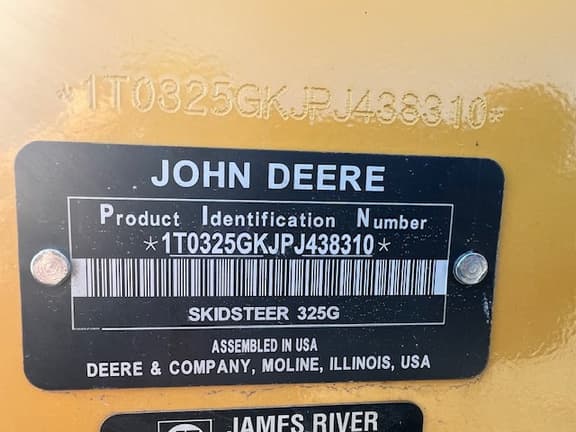 *1T0325GKJPJ438310*
JOHN DEERE
Product Identification Number
*1T0325GKJPJ438310*
SKIDSTEER 325G
ASSEMBLED IN USA
DEERE & COMPANY, MOLINE, ILLINOIS, USA
JAMES RIVER